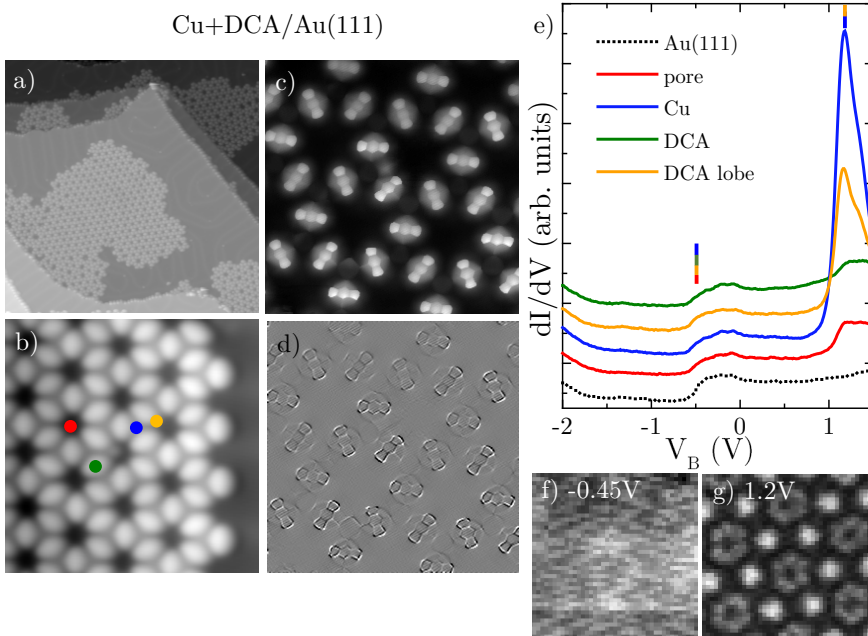 Cu+DCA/Au(111)
a)
c)
b)
d)
e)
Au(111)
pore
Cu
DCA
DCA lobe
dI/dV (arb. units)
-2
-1
0
1
V_B (V)
f) -0.45V
g) 1.2V